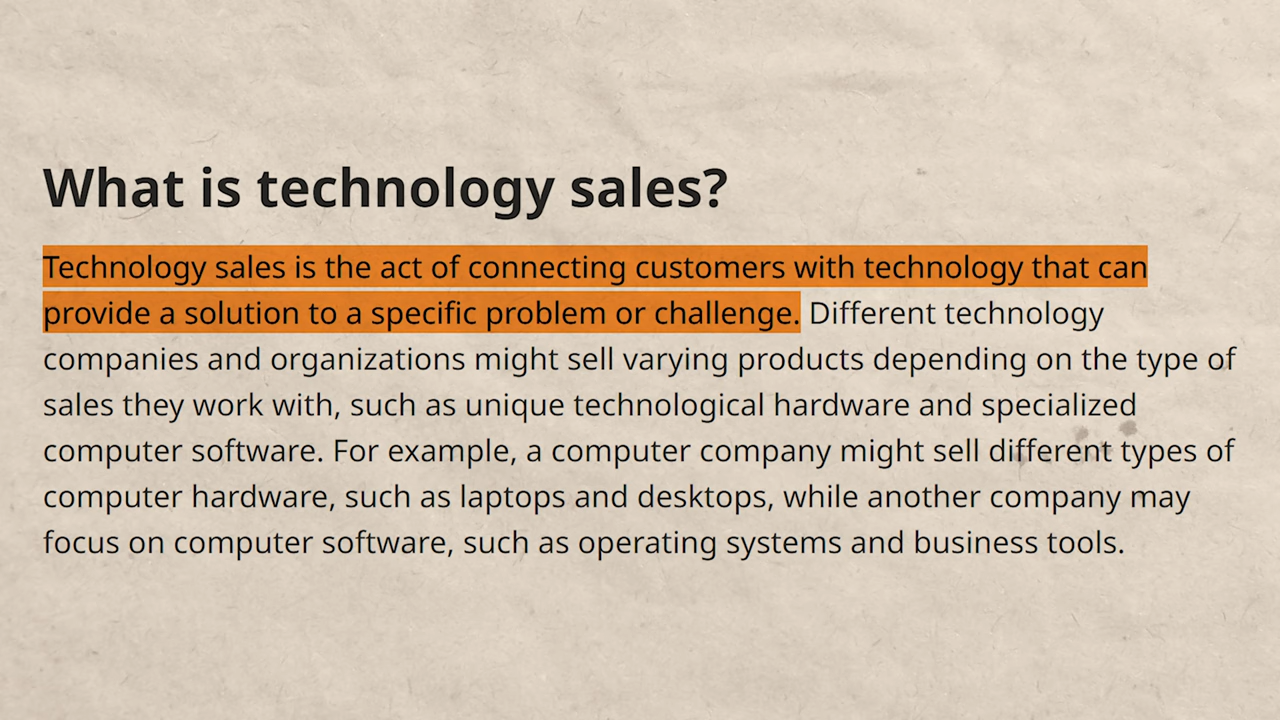 What is technology sales?
Technology sales is the act of connecting customers with technology that can
provide a solution to a specific problem or challenge. Different technology
companies and organizations might sell varying products depending on the type of
sales they work with, such as unique technological hardware and specialized
computer software. For example, a computer company might sell different types of
computer hardware, such as laptops and desktops, while another company may
focus on computer software, such as operating systems and business tools.